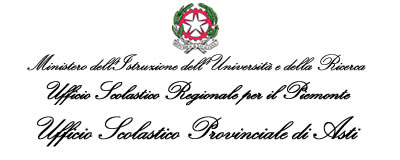 Ministero dell'Istruzione dell'Università e della Ricerca
Ufficio Scolastico Regionale per il Piemonte
Ufficio Scolastico Provinciale di Asti